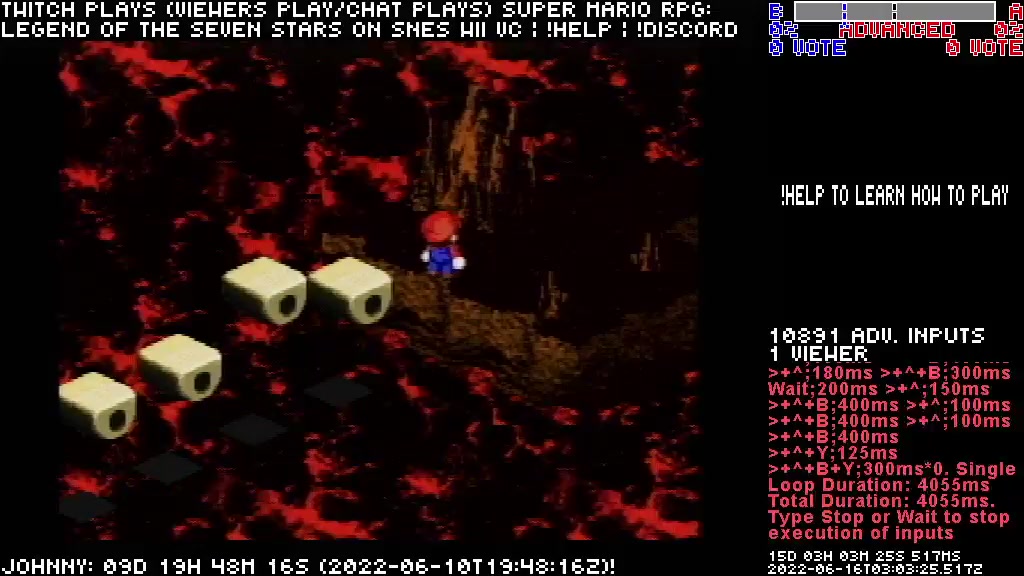 TWITCH PLAYS (VIEWERS PLAY/CHAT PLAYS) SUPER MARIO RPG:
LEGEND OF THE SEVEN STARS ON SNES WII VC ¦ !HELP ¦ !DISCORD
B A
0% ADVANCED 0%
0 VOTE 0 VOTE
!HELP TO LEARN HOW TO PLAY
10891 ADV. INPUTS
1 VIEWER
>+^;180ms >+^+B;300ms
Wait;200ms >+^;150ms
>+^+B;400ms >+^;100ms
>+^+B;400ms >+^;100ms
>+^+B;400ms
>+^+Y;125ms
>+^+B+Y;300ms*0. Single
Loop Duration: 4055ms
Total Duration: 4055ms.
Type Stop or Wait to stop
execution of inputs
15D 03H 03M 25S 517MS
2022-06-16T03:03:25.517Z
JOHNNY: 09D 19H 48M 16S (2022-06-10T19:48:16Z)!